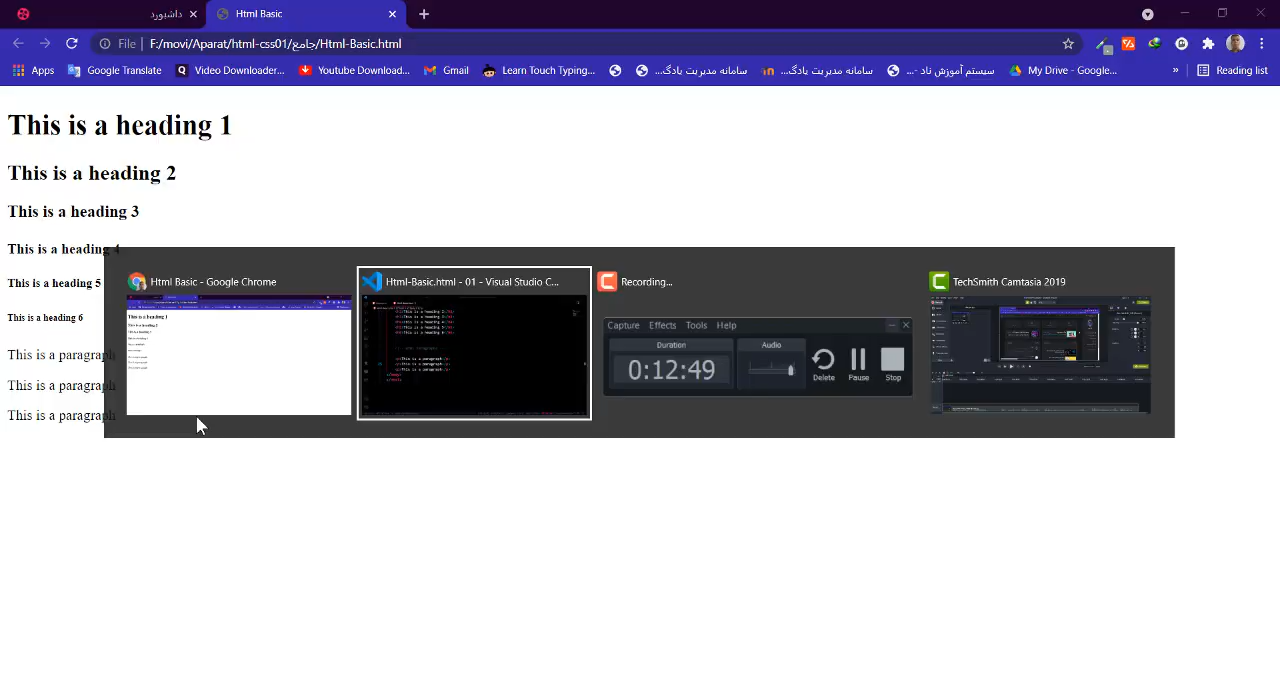 داشبورد
Html Basic
File
F:/movi/Aparat/html-css01/جامع/Html-Basic.html
Apps
Google Translate
Video Downloader...
Youtube Download...
Gmail
Learn Touch Typing...
سامانه مدیریت یادگ...
سامانه مدیریت یادگ...
سیستم آموزش ناد -...
My Drive - Google...
»
Reading list
This is a heading 1
This is a heading 2
This is a heading 3
This is a heading 4
This is a heading 5
This is a heading 6
This is a paragraph
This is a paragraph
This is a paragraph
Html Basic - Google Chrome
Html-Basic.html - 01 - Visual Studio C...
Recording...
TechSmith Camtasia 2019
Capture Effects Tools Help
Duration
Audio
0:12:49
Delete
Pause
Stop